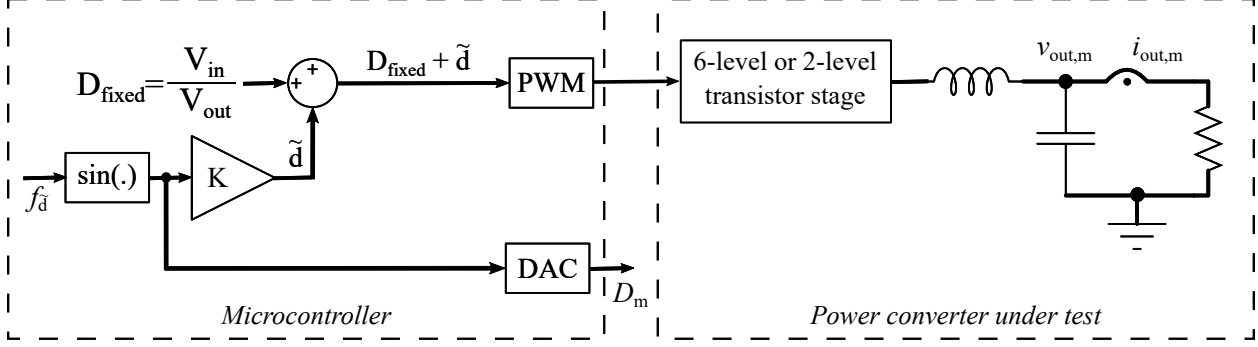 D_fixed = V_in / V_out
+
+
D_fixed + d̃
PWM
6-level or 2-level
transistor stage
v_out,m
i_out,m
f_d̃
sin(.)
K
d̃
DAC
D_m
Microcontroller
Power converter under test